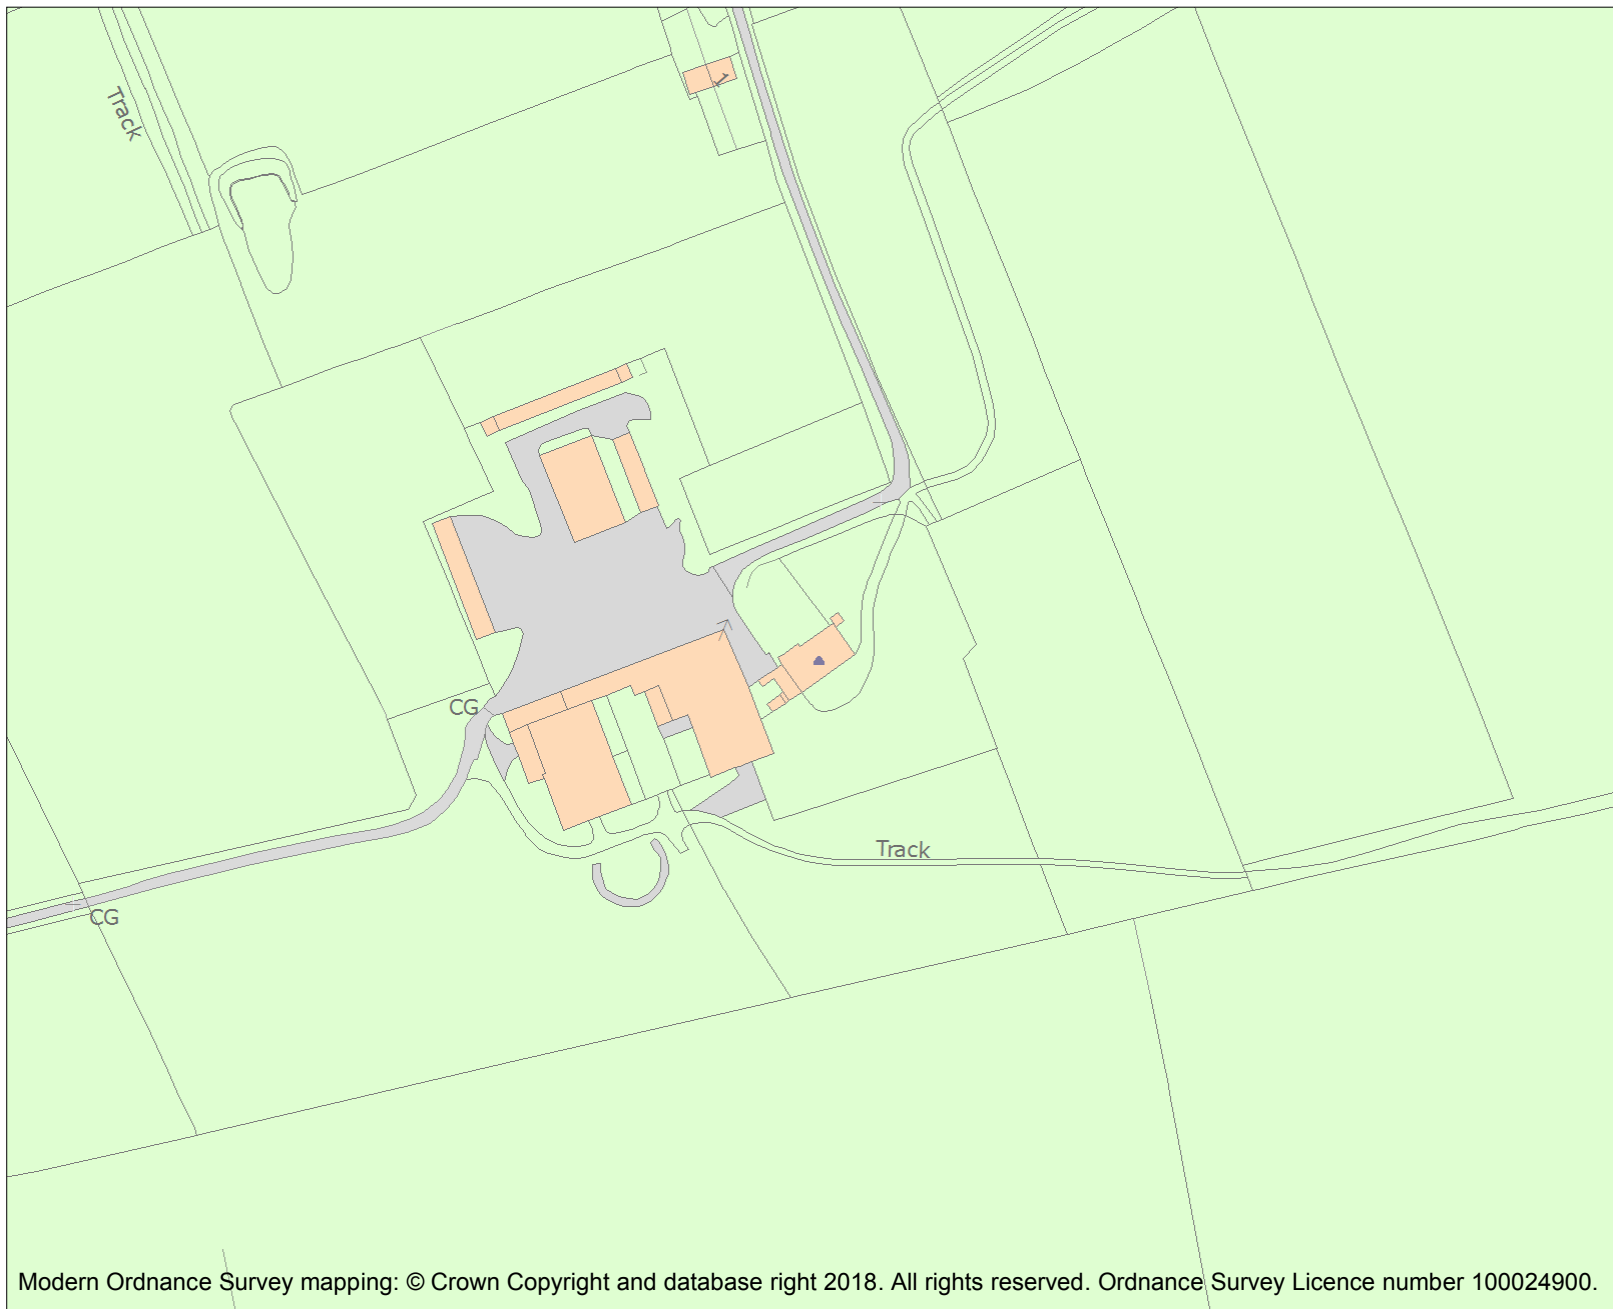 1
Track
CG
Track
CG
Modern Ordnance Survey mapping: © Crown Copyright and database right 2018. All rights reserved. Ordnance Survey Licence number 100024900.